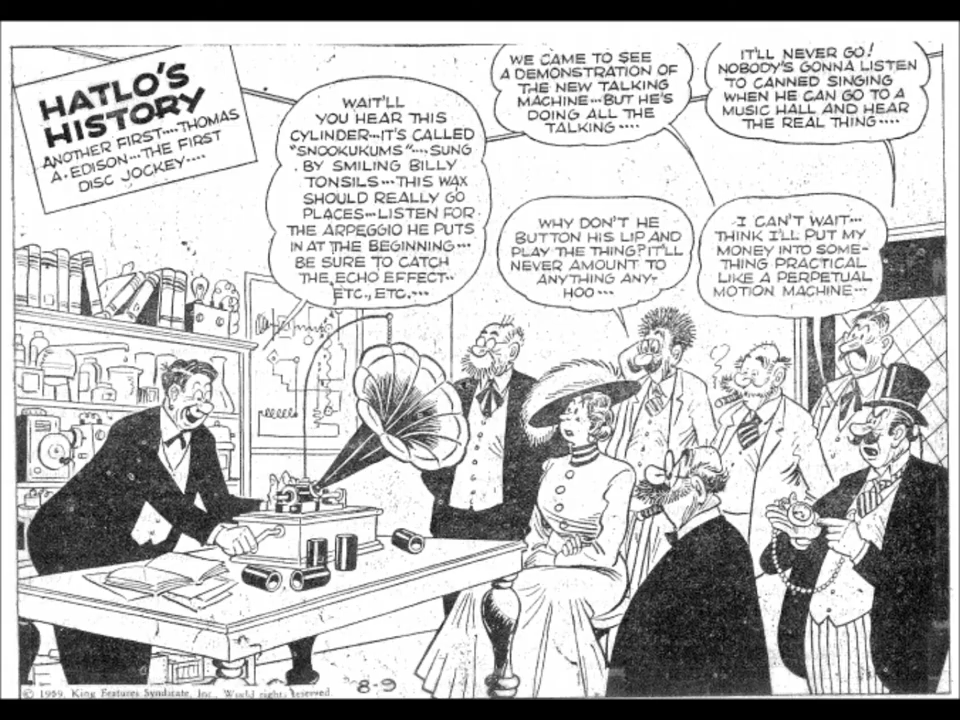 HATLO'S
HISTORY
ANOTHER FIRST....THOMAS
A. EDISON...THE FIRST
DISC JOCKEY....
WAIT'LL
YOU HEAR THIS
CYLINDER...IT'S CALLED
"SNOOKUKUMS"....SUNG
BY SMILING BILLY
TONSILS...THIS WAX
SHOULD REALLY GO
PLACES...LISTEN FOR
THE ARPEGGIO HE PUTS
IN AT THE BEGINNING...
BE SURE TO CATCH
THE ECHO EFFECT..
ETC., ETC....
WE CAME TO SEE
A DEMONSTRATION OF
THE NEW TALKING
MACHINE...BUT HE'S
DOING ALL THE
TALKING....
IT'LL NEVER GO!
NOBODY'S GONNA LISTEN
TO CANNED SINGING
WHEN HE CAN GO TO A
MUSIC HALL AND HEAR
THE REAL THING....
WHY DON'T HE
BUTTON HIS LIP AND
PLAY THE THING? IT'LL
NEVER AMOUNT TO
ANYTHING ANY-
HOO...
I CAN'T WAIT...
THINK I'LL PUT MY
MONEY INTO SOME-
THING PRACTICAL
LIKE A PERPETUAL
MOTION MACHINE...
?
© 1959, King Features Syndicate, Inc., World rights reserved.
8-9